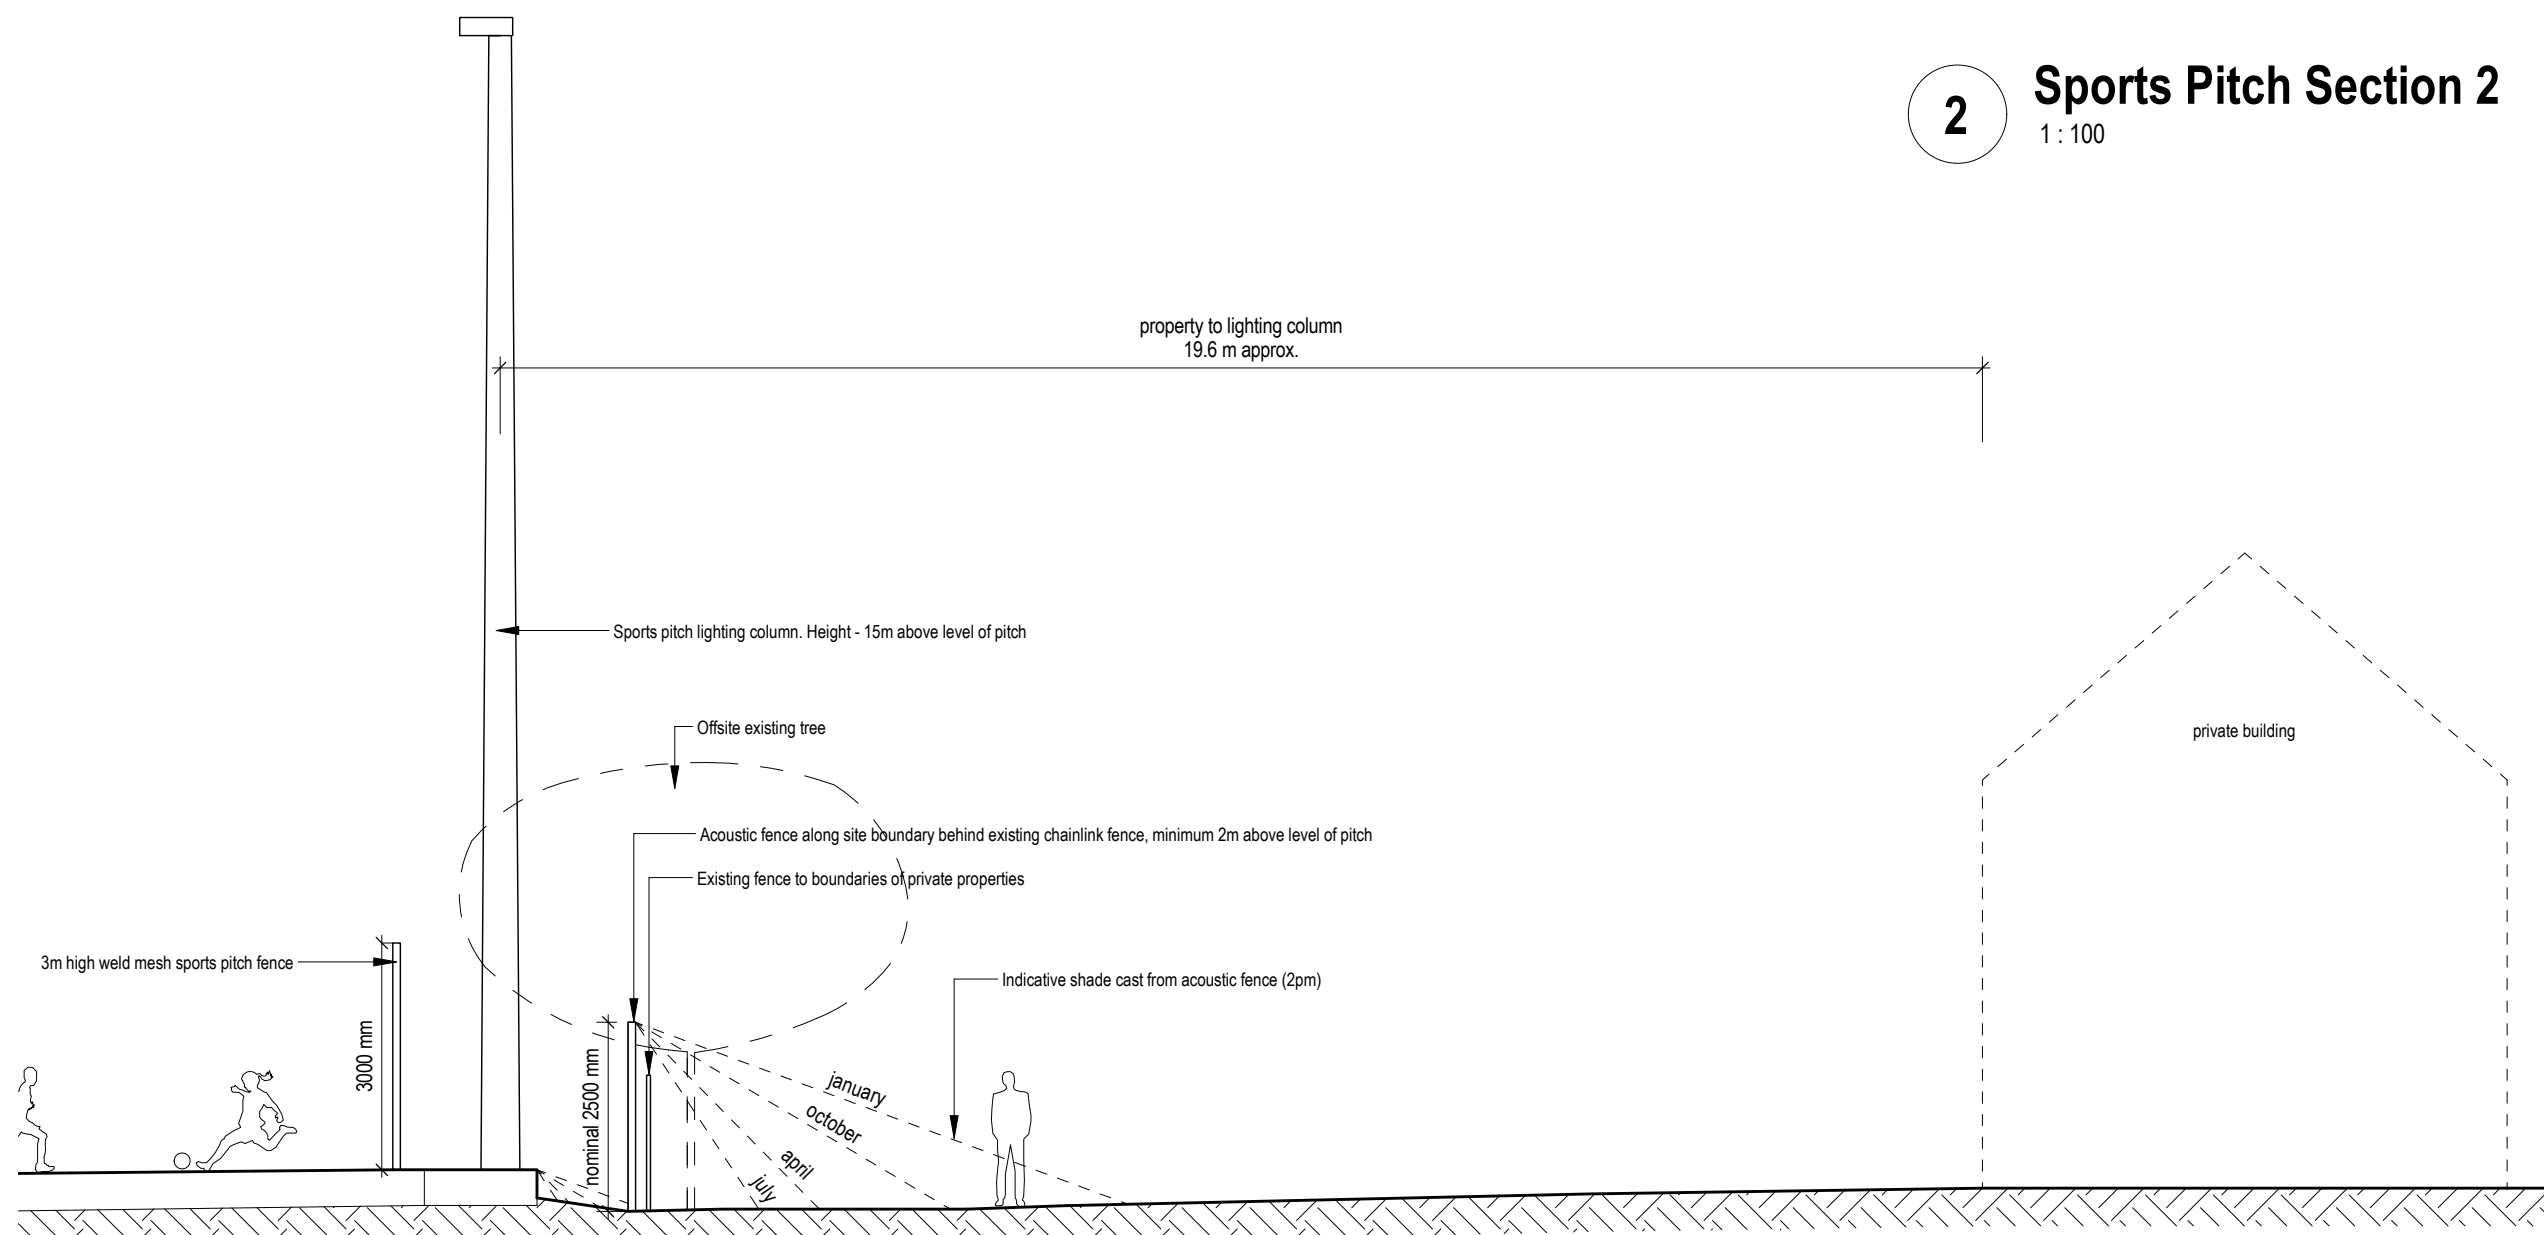 2
Sports Pitch Section 2
1 : 100
property to lighting column
19.6 m approx.
Sports pitch lighting column. Height - 15m above level of pitch
private building
Offsite existing tree
Acoustic fence along site boundary behind existing chainlink fence, minimum 2m above level of pitch
Existing fence to boundaries of private properties
3m high weld mesh sports pitch fence
Indicative shade cast from acoustic fence (2pm)
3000 mm
nominal 2500 mm
january
october
april
july